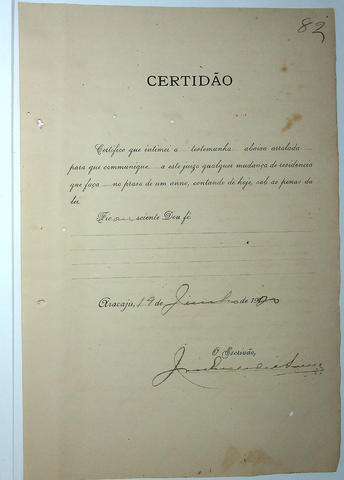 82
CERTIDÃO
Certifico que intimei a testemunha abaixo arrolada
para que communique a este juizo qualquer mudança de residencia
que faça no praso de um anno, contando de hoje, sob as penas da
lei.
Ficou sciente Dou fé
Aracajú, 19 de Junho de 19
O Escrivão,